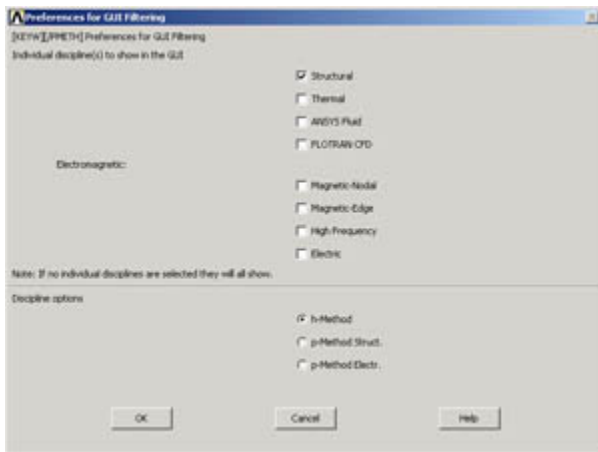 Preferences for GUI Filtering
[KEYW][/PMETH] Preferences for GUI Filtering
Individual discipline(s) to show in the GUI
Structural
Thermal
ANSYS Fluid
FLOTRAN CFD
Electromagnetic:
Magnetic-Nodal
Magnetic-Edge
High Frequency
Electric
Note: If no individual disciplines are selected they will all show.
Discipline options
h-Method
p-Method Struct.
p-Method Electr.
OK
Cancel
Help